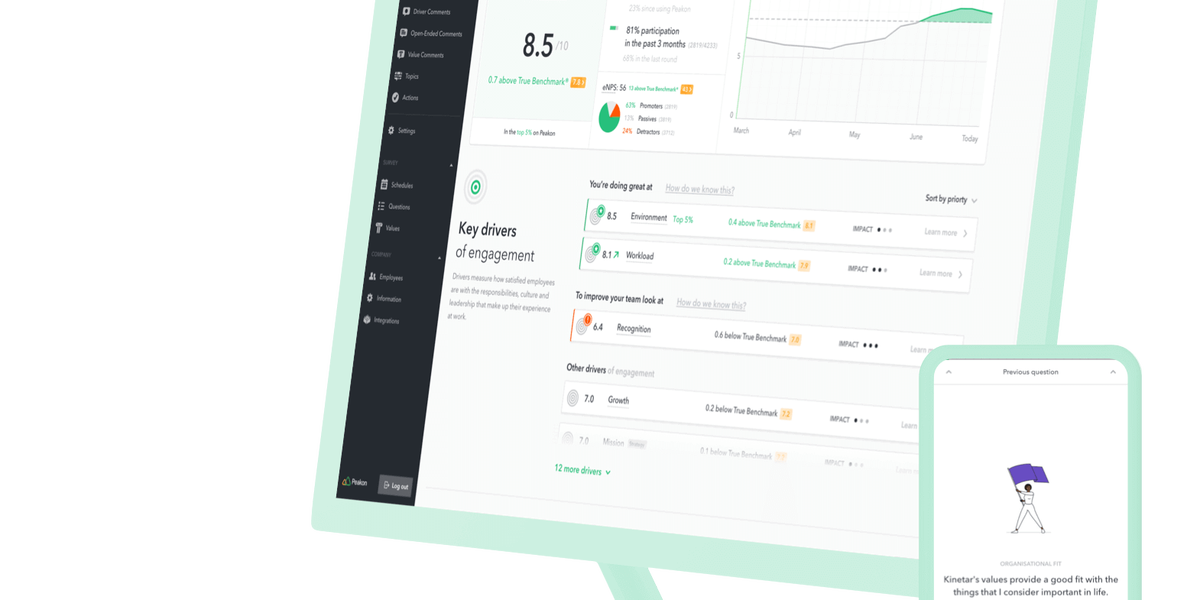 Driver Comments
Open-Ended Comments
Value Comments
Topics
Actions
Settings
SURVEY
Schedules
Questions
Values
COMPANY
Employees
Information
Integrations
Peakon
Log out
8.5/10
0.7 above True Benchmark® 7.8
In the top 5% on Peakon
23% since using Peakon
81% participation
in the past 3 months (2819/4233)
68% in the last round
eNPS: 56 12 above True Benchmark®
63% Promoters
13% Passives
24% Detractors
5
0
March
April
May
June
Today
Key drivers
of engagement
Drivers measure how satisfied employees
are with the responsibilities, culture and
leadership that make up their experience
at work.
You're doing great at How do we know this?
Sort by priorty
8.5 Environment Top 5% 0.4 above True Benchmark 8.1 IMPACT Learn more
8.1 Workload 0.2 above True Benchmark 7.9 IMPACT Learn more
To improve your team look at How do we know this?
6.4 Recognition 0.6 below True Benchmark 7.0 IMPACT Learn
Other drivers of engagement
7.0 Growth 0.2 below True Benchmark 7.2 IMPACT Learn
7.0 Mission 0.1 below True Benchmark IMPACT
12 more drivers
Previous question
ORGANISATIONAL FIT
Kinetar's values provide a good fit with the
things that I consider important in life.